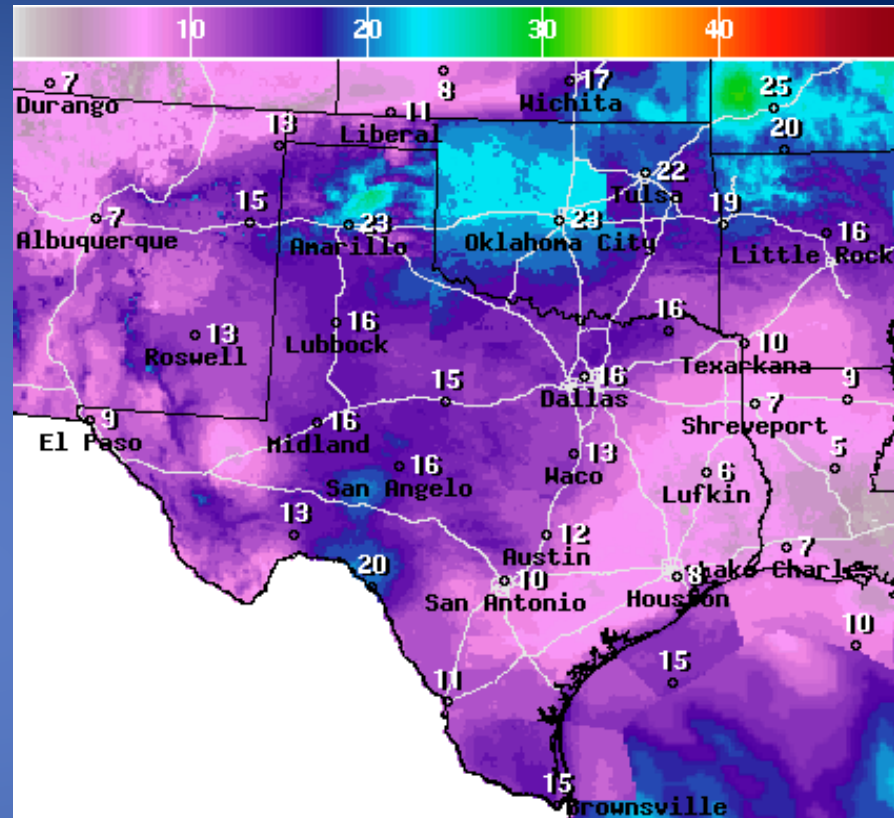 10 20 30 40
7
Durango
8
17
Wichita
25
11
Liberal
13
20
22
Tulsa
7
Albuquerque
15
23
Amarillo
23
Oklahoma City
19
16
Little Rock
13
Roswell
16
Lubbock
16
10
Texarkana
16
Dallas
15
7
Shreveport
9
9
El Paso
16
Midland
16
San Angelo
13
Waco
6
Lufkin
5
13
12
Austin
7
Lake Charles
20
10
San Antonio
8
Houston
10
11
15
15
Brownsville